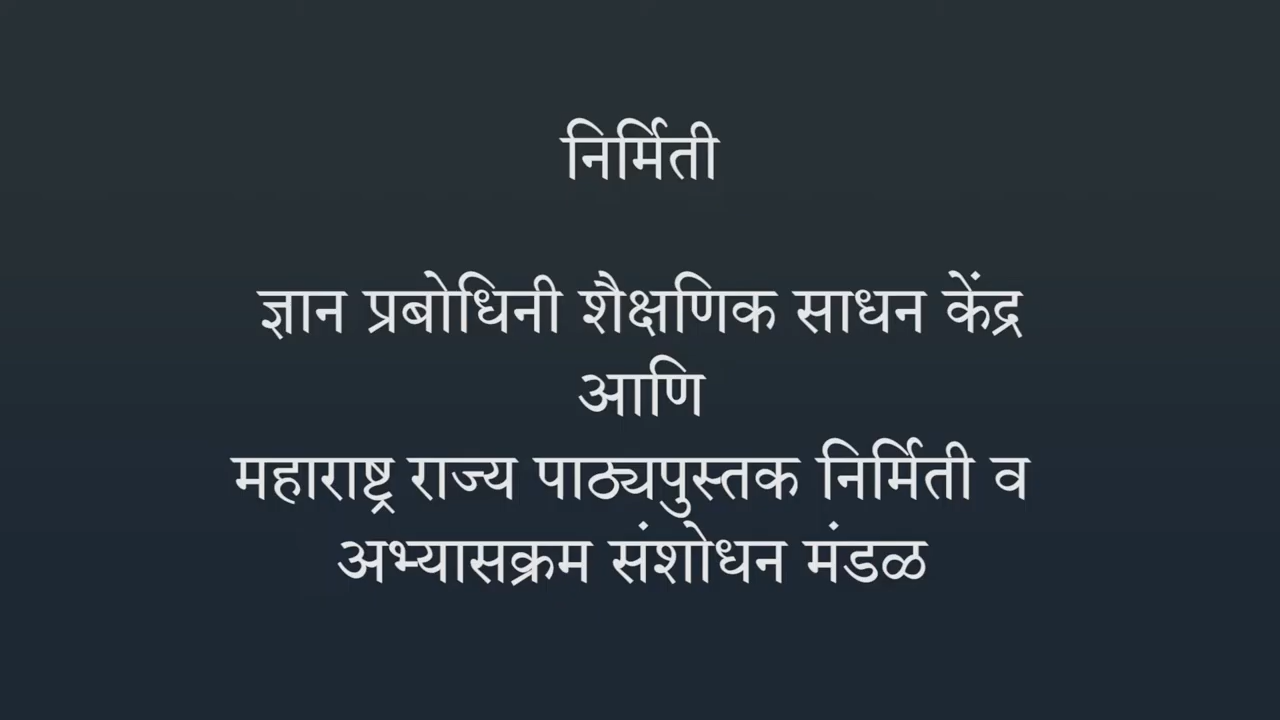 निर्मिती
ज्ञान प्रबोधिनी शैक्षणिक साधन केंद्र
आणि
महाराष्ट्र राज्य पाठ्यपुस्तक निर्मिती व
अभ्यासक्रम संशोधन मंडळ